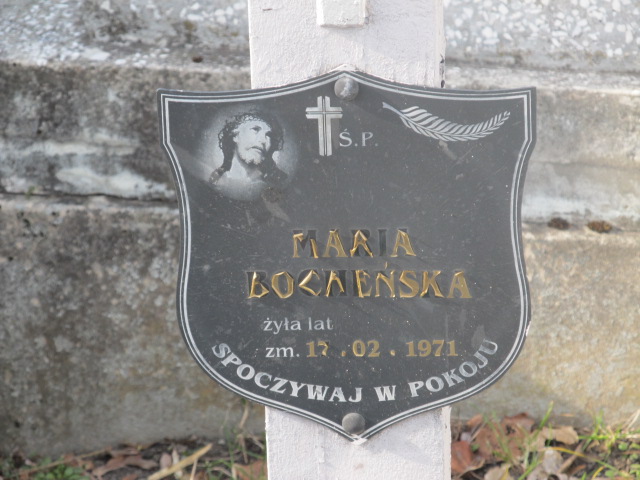 Ś.P.
MARIA
BOCHEŃSKA
żyła lat
zm. 17.02.1971
SPOCZYWAJ W POKOJU